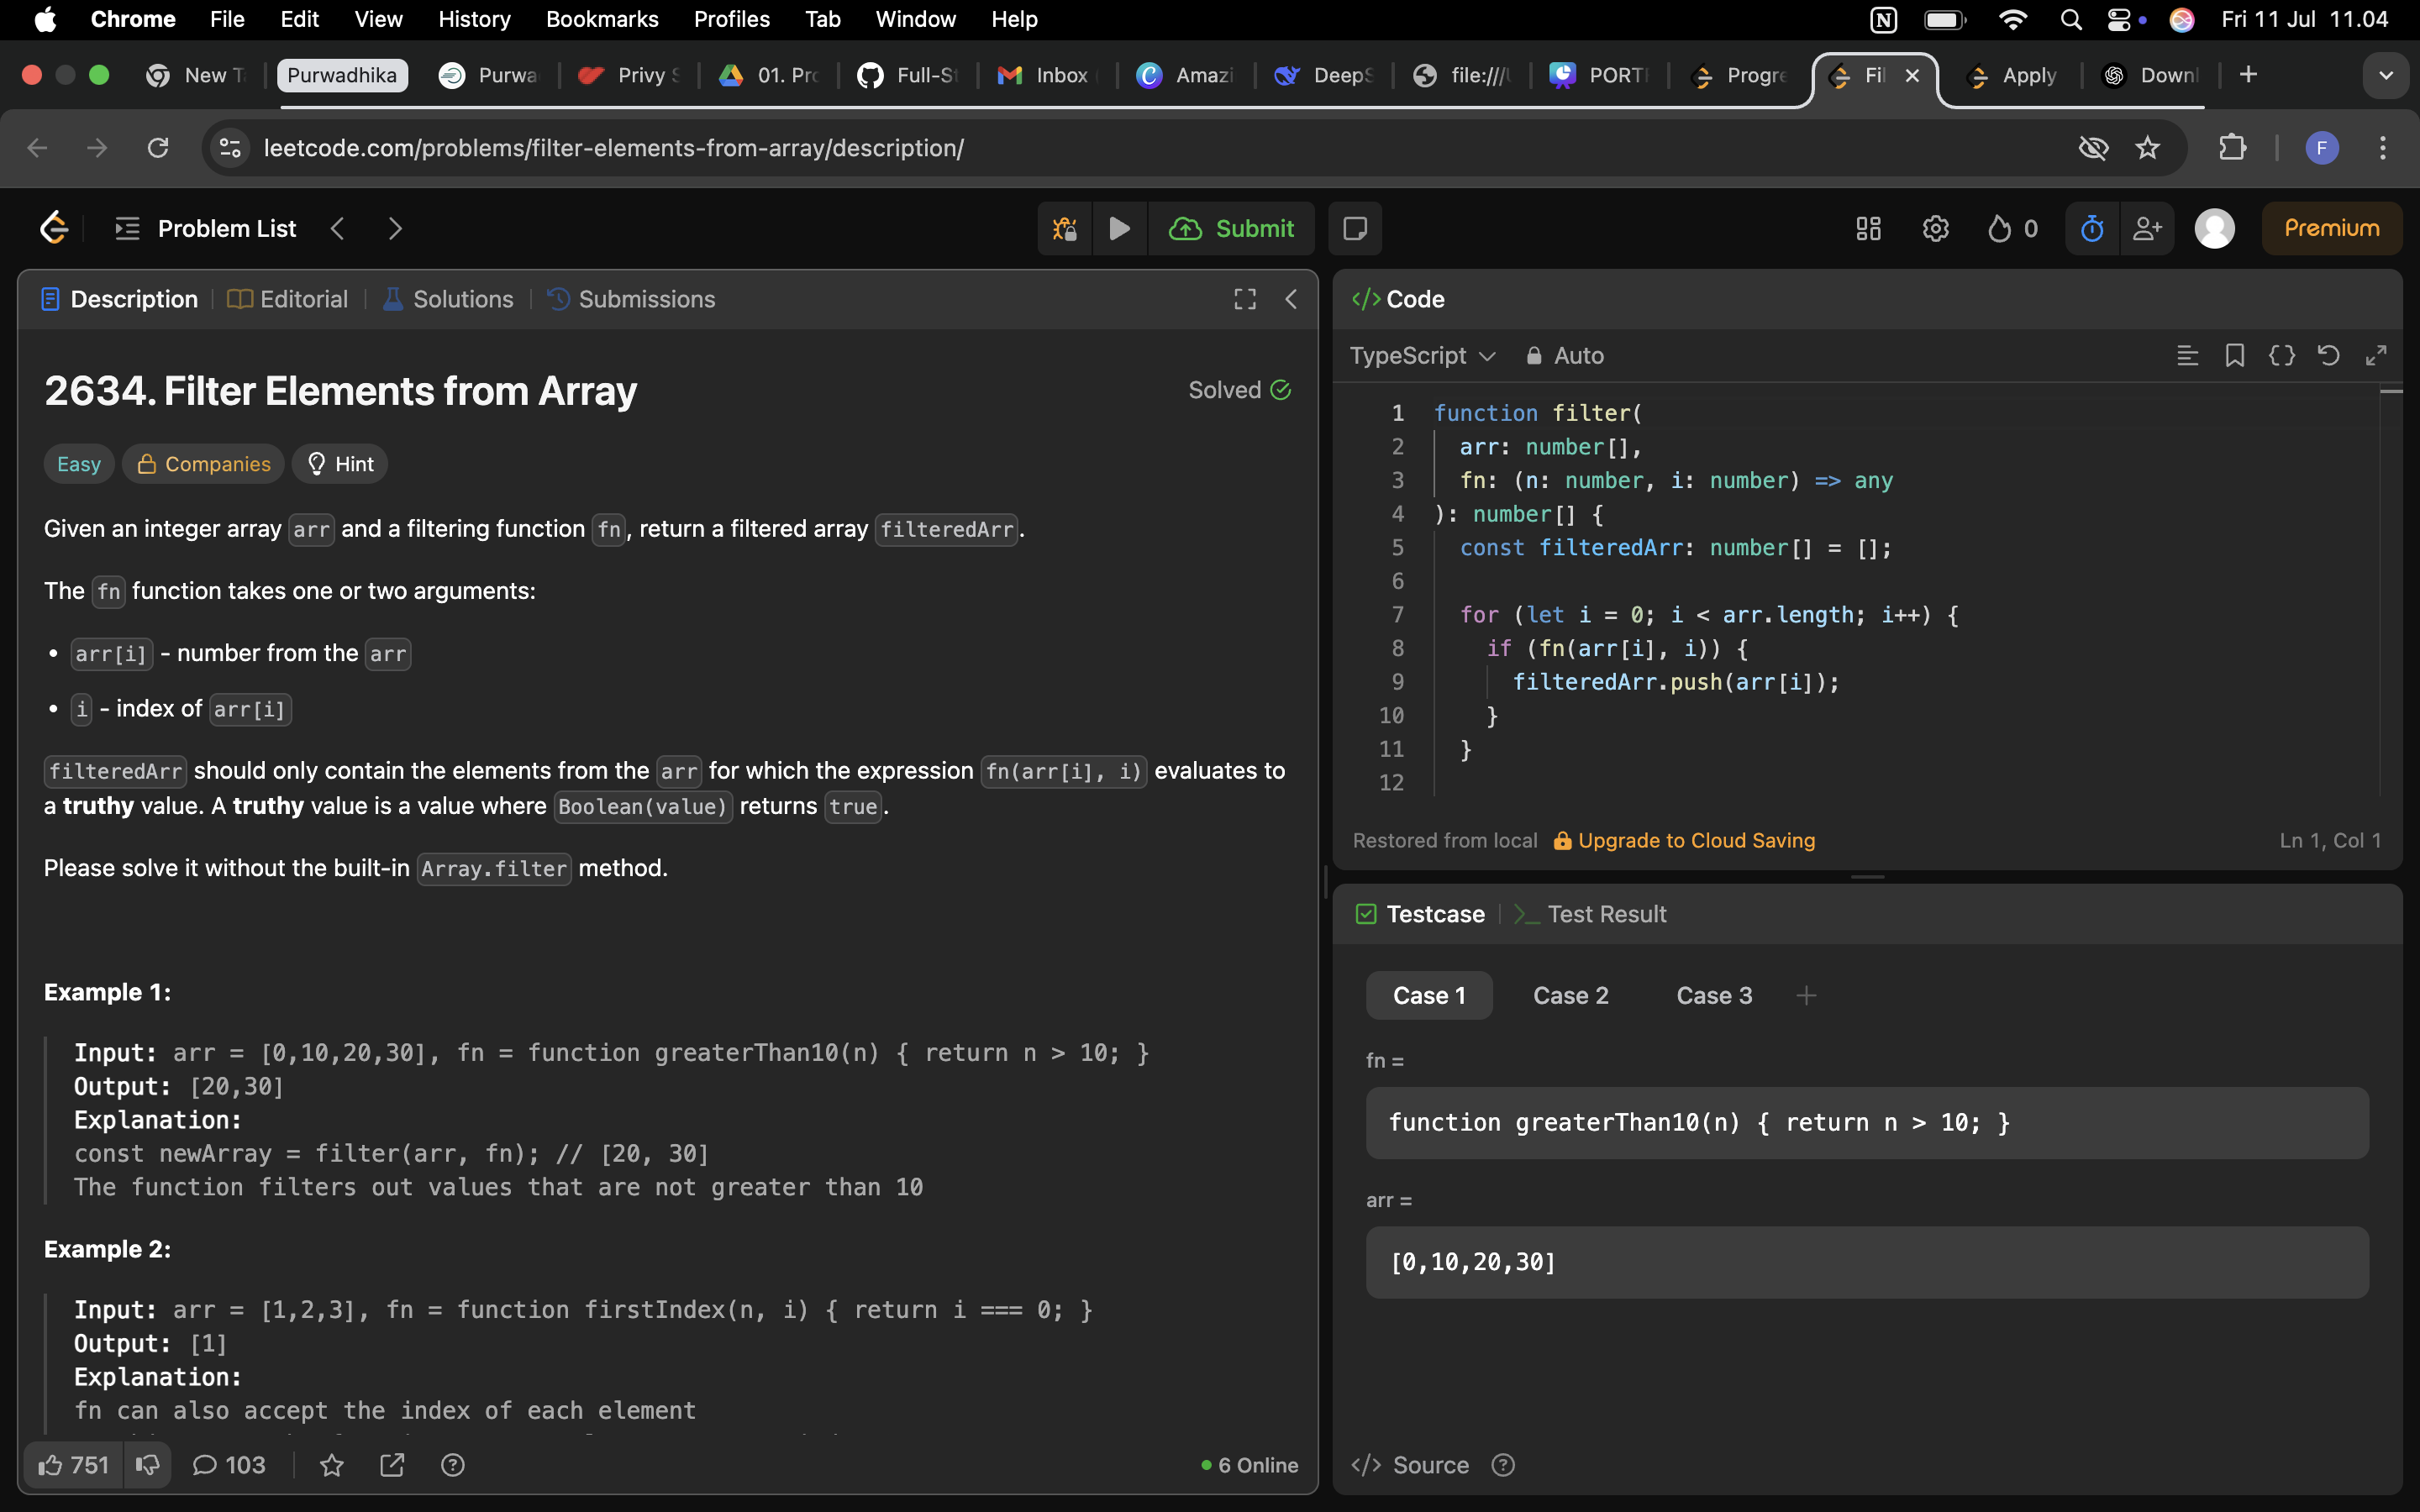 Chrome File Edit View History Bookmarks Profiles Tab Window Help Fri 11 Jul 11.04
New T Purwadhika Purwa Privy S 01. Pro Full-St Inbox Amazi DeepS file:/// PORT Progre Fil Apply Downl
leetcode.com/problems/filter-elements-from-array/description/ F
Problem List Submit 0 Premium
Description Editorial Solutions Submissions
2634. Filter Elements from Array
Solved
Easy Companies Hint
Given an integer array arr and a filtering function fn, return a filtered array filteredArr.
The fn function takes one or two arguments:
• arr[i] - number from the arr
• i - index of arr[i]
filteredArr should only contain the elements from the arr for which the expression fn(arr[i], i) evaluates to
a truthy value. A truthy value is a value where Boolean(value) returns true.
Please solve it without the built-in Array.filter method.
Example 1:
Input: arr = [0,10,20,30], fn = function greaterThan10(n) { return n > 10; }
Output: [20,30]
Explanation:
const newArray = filter(arr, fn); // [20, 30]
The function filters out values that are not greater than 10
Example 2:
Input: arr = [1,2,3], fn = function firstIndex(n, i) { return i === 0; }
Output: [1]
Explanation:
fn can also accept the index of each element
751 103 6 Online
</> Code
TypeScript Auto
1 function filter(
2 arr: number[],
3 fn: (n: number, i: number) => any
4 ): number[] {
5 const filteredArr: number[] = [];
6
7 for (let i = 0; i < arr.length; i++) {
8 if (fn(arr[i], i)) {
9 filteredArr.push(arr[i]);
10 }
11 }
12
Restored from local Upgrade to Cloud Saving Ln 1, Col 1
Testcase Test Result
Case 1 Case 2 Case 3
fn =
function greaterThan10(n) { return n > 10; }
arr =
[0,10,20,30]
</> Source